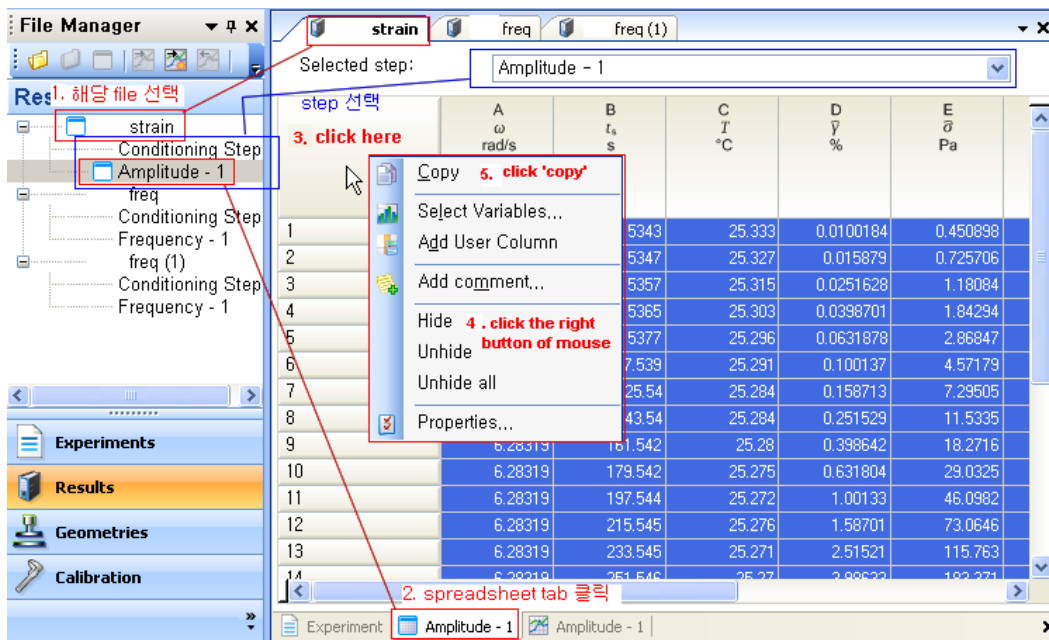 File Manager
strain
freq
freq (1)
Selected step:
Amplitude - 1
Res
1. 해당 file 선택
step 선택
3. click here
strain
Conditioning Step
Amplitude - 1
freq
Conditioning Step
Frequency - 1
freq (1)
Conditioning Step
Frequency - 1
A B C D E
ω tₛ T γ̃ σ̃
rad/s s °C % Pa
Copy 5. click 'copy'
Select Variables...
Add User Column
Add comment...
Hide 4 . click the right
button of mouse
Unhide
Unhide all
Properties...
1 5343 25.333 0.0100184 0.450898
2 5347 25.327 0.015879 0.725706
3 5357 25.315 0.0251628 1.18084
4 5365 25.303 0.0398701 1.84294
5 5377 25.296 0.0631878 2.86847
6 7.539 25.291 0.100137 4.57179
7 25.54 25.284 0.158713 7.29505
8 43.54 25.284 0.251529 11.5335
9 6.28319 161.542 25.28 0.398642 18.2716
10 6.28319 179.542 25.275 0.631804 29.0325
11 6.28319 197.544 25.272 1.00133 46.0982
12 6.28319 215.545 25.276 1.58701 73.0646
13 6.28319 233.545 25.271 2.51521 115.763
14 6.28319 251.546 25.27
2. spreadsheet tab 클릭
Experiments
Results
Geometries
Calibration
Experiment
Amplitude - 1
Amplitude - 1